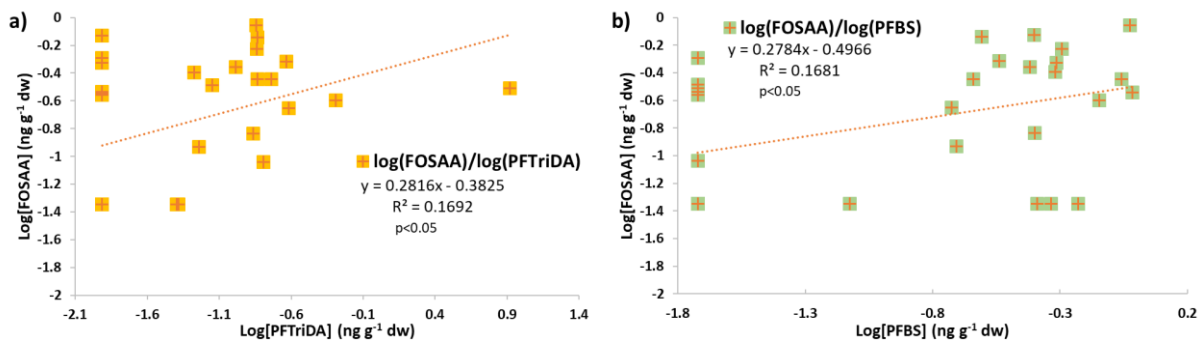 a)
0
-0.2
-0.4
-0.6
-0.8
-1
-1.2
-1.4
-1.6
-1.8
-2
Log[FOSAA] (ng g⁻¹ dw)
log(FOSAA)/log(PFTriDA)
y = 0.2816x - 0.3825
R² = 0.1692
p<0.05
-2.1 -1.6 -1.1 -0.6 -0.1 0.4 0.9 1.4
Log[PFTriDA] (ng g⁻¹ dw)
b)
0
-0.2
-0.4
-0.6
-0.8
-1
-1.2
-1.4
-1.6
-1.8
-2
Log[FOSAA] (ng g⁻¹ dw)
log(FOSAA)/log(PFBS)
y = 0.2784x - 0.4966
R² = 0.1681
p<0.05
-1.8 -1.3 -0.8 -0.3 0.2
Log[PFBS] (ng g⁻¹ dw)